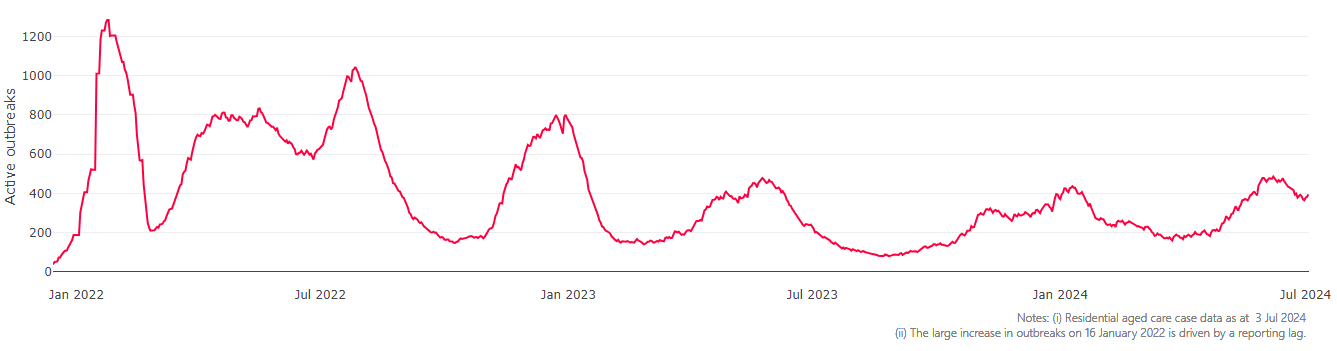 1200
1000
800
600
400
200
0
Active outbreaks
Jan 2022 Jul 2022 Jan 2023 Jul 2023 Jan 2024 Jul 2024
Notes: (i) Residential aged care case data as at 3 Jul 2024
(ii) The large increase in outbreaks on 16 January 2022 is driven by a reporting lag.